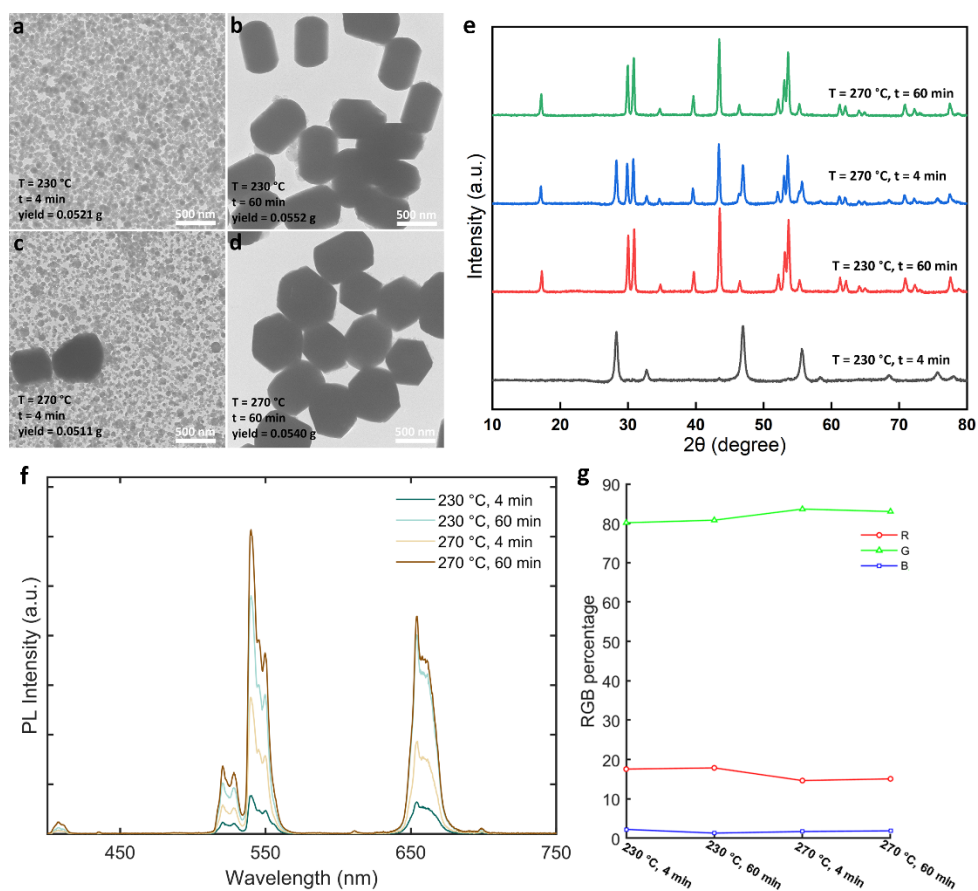 a
T = 230 °C
t = 4 min
yield = 0.0521 g
500 nm
b
T = 230 °C
t = 60 min
yield = 0.0552 g
500 nm
c
T = 270 °C
t = 4 min
yield = 0.0511 g
500 nm
d
T = 270 °C
t = 60 min
yield = 0.0540 g
500 nm
e
Intensity (a.u.)
T = 270 °C, t = 60 min
T = 270 °C, t = 4 min
T = 230 °C, t = 60 min
T = 230 °C, t = 4 min
10 20 30 40 50 60 70 80
2θ (degree)
f
PL Intensity (a.u.)
230 °C, 4 min
230 °C, 60 min
270 °C, 4 min
270 °C, 60 min
450 550 650 750
Wavelength (nm)
g
RGB percentage
90
80
70
60
50
40
30
20
10
0
R
G
B
230 °C, 4 min
230 °C, 60 min
270 °C, 4 min
270 °C, 60 min